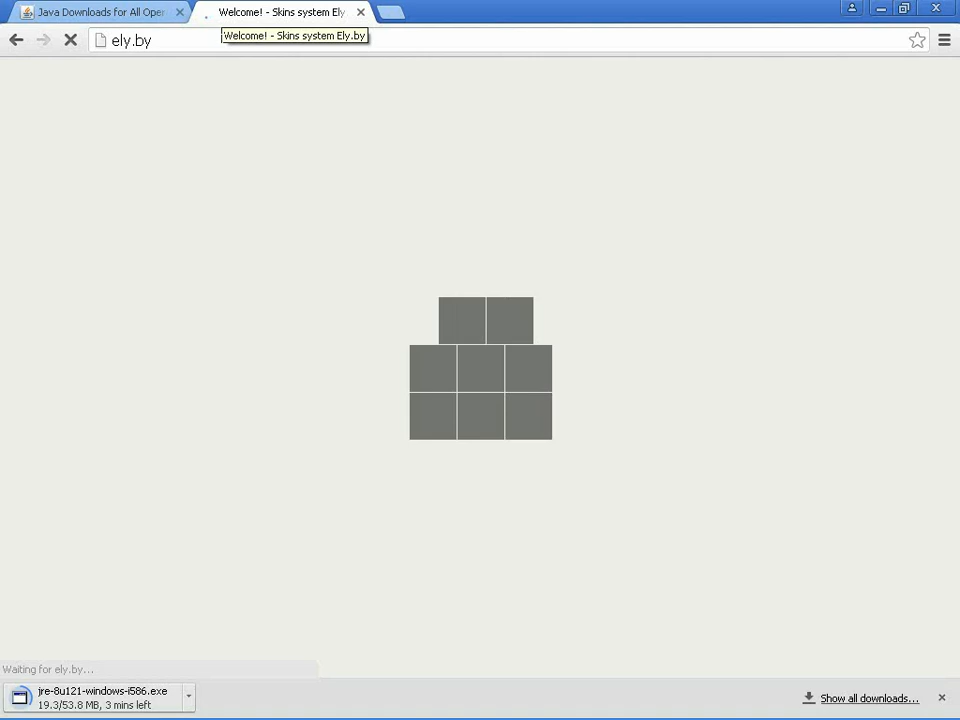 Java Downloads for All Oper
Welcome! - Skins system Ely
ely.by
Welcome! - Skins system Ely.by
Waiting for ely.by...
jre-8u121-windows-i586.exe
19.3/53.8 MB, 3 mins left
Show all downloads...